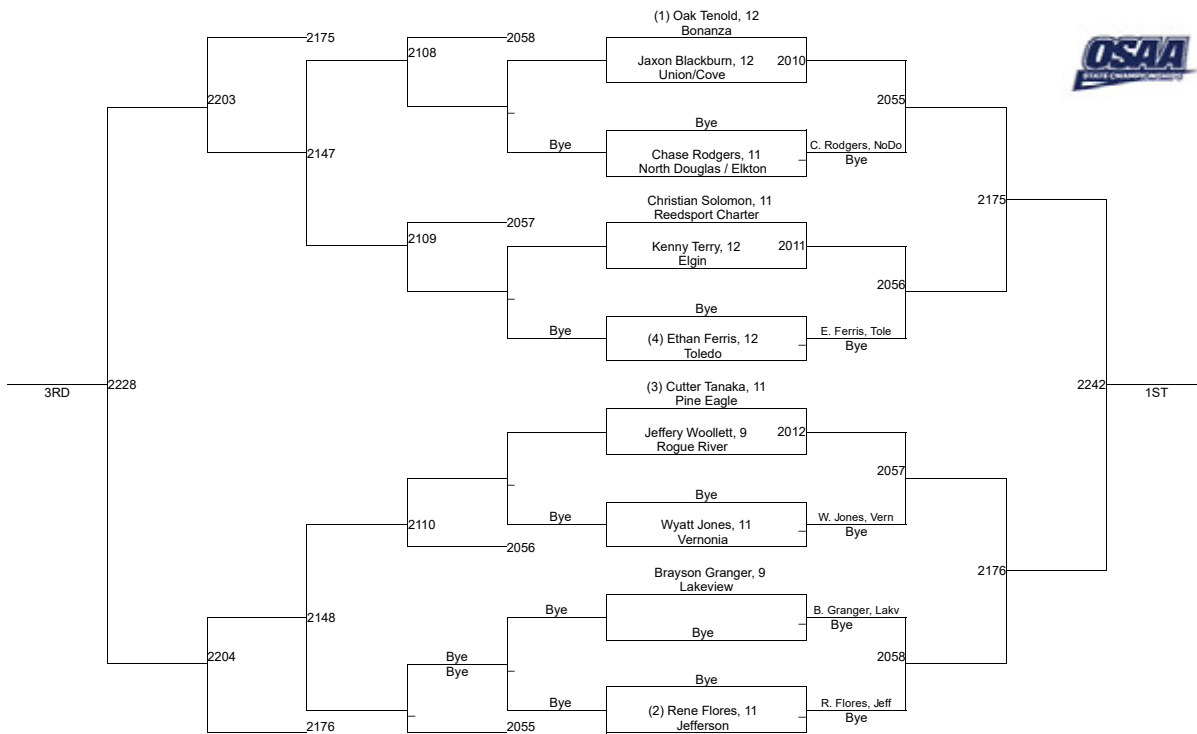 (1) Oak Tenold, 12
Bonanza
2175
2058
2108
Jaxon Blackburn, 12
2010
Union/Cove
OSAA
STATE CHAMPIONSHIPS
2203
2055
Bye
2147
Bye
Chase Rodgers, 11
North Douglas / Elkton
C. Rodgers, NoDo
Bye
Christian Solomon, 11
Reedsport Charter
2175
2057
2109
Kenny Terry, 12
2011
Elgin
2056
Bye
Bye
(4) Ethan Ferris, 12
Toledo
E. Ferris, Tole
Bye
3RD
2228
(3) Cutter Tanaka, 11
Pine Eagle
2242
1ST
Jeffery Woollett, 9
2012
Rogue River
2057
Bye
Bye
2110
Wyatt Jones, 11
Vernonia
W. Jones, Vern
Bye
2056
Brayson Granger, 9
Lakeview
2176
2148
Bye
B. Granger, Lakv
Bye
Bye
2204
Bye
Bye
2058
Bye
Bye
(2) Rene Flores, 11
Jefferson
R. Flores, Jeff
Bye
2176
2055